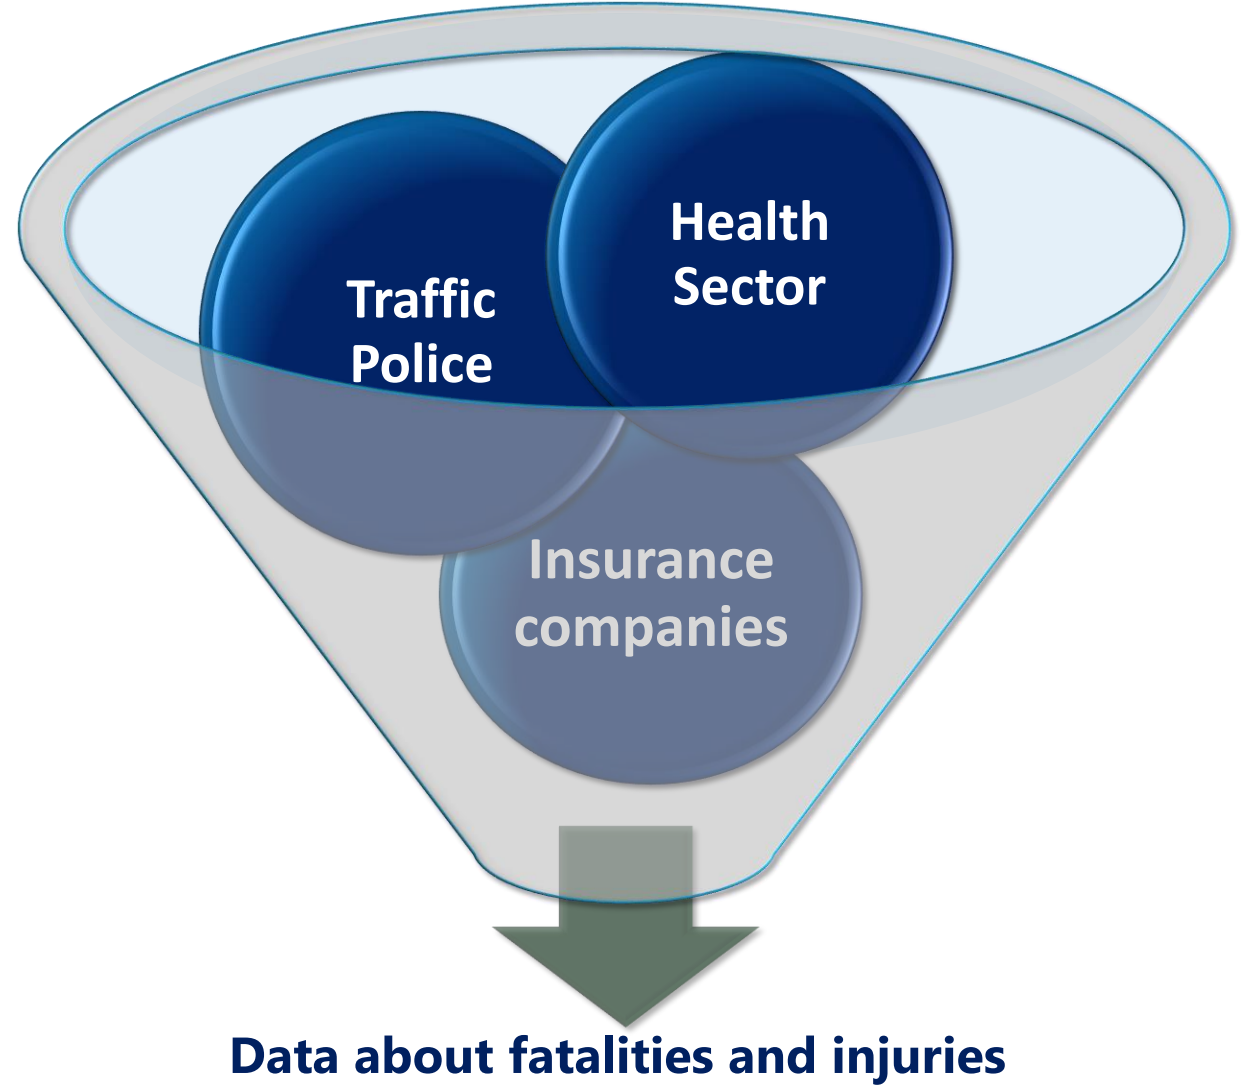 Health
Sector
Traffic
Police
Insurance
companies
Data about fatalities and injuries